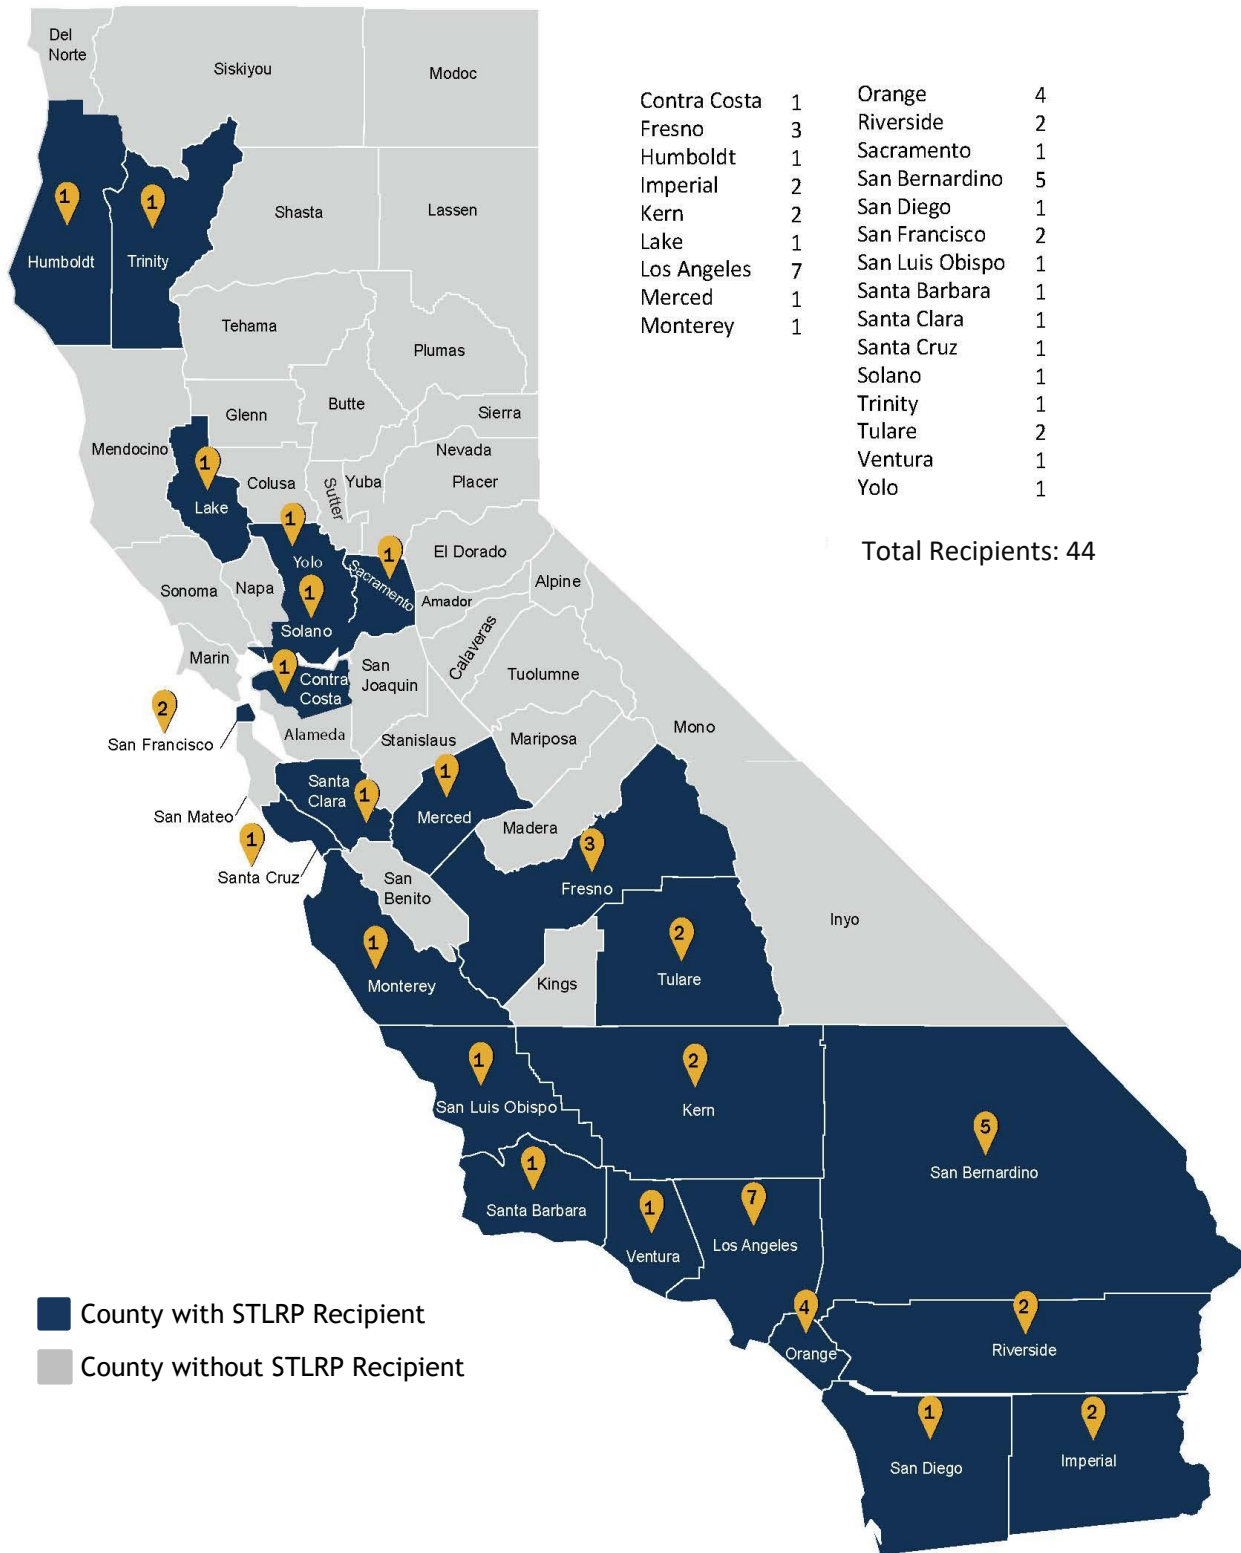 Del
Norte
Siskiyou
Modoc
1
Humboldt
1
Trinity
Shasta
Lassen
Tehama
Plumas
Butte
Glenn
Sierra
Mendocino
Nevada
Colusa
Sutter
Yuba
Placer
1
Lake
1
Yolo
1
Sacramento
El Dorado
Alpine
Sonoma
Napa
1
Solano
Amador
Calaveras
Marin
1
Contra
Costa
San
Joaquin
Tuolumne
2
San Francisco
Alameda
Stanislaus
Mariposa
Mono
Santa
Clara
1
1
Merced
San Mateo
Madera
1
Santa Cruz
3
Fresno
San
Benito
Inyo
1
Monterey
Kings
2
Tulare
1
San Luis Obispo
2
Kern
5
San Bernardino
1
Santa Barbara
1
Ventura
7
Los Angeles
4
Orange
2
Riverside
1
San Diego
2
Imperial
Contra Costa 1
Fresno 3
Humboldt 1
Imperial 2
Kern 2
Lake 1
Los Angeles 7
Merced 1
Monterey 1
Orange 4
Riverside 2
Sacramento 1
San Bernardino 5
San Diego 1
San Francisco 2
San Luis Obispo 1
Santa Barbara 1
Santa Clara 1
Santa Cruz 1
Solano 1
Trinity 1
Tulare 2
Ventura 1
Yolo 1
Total Recipients: 44
County with STLRP Recipient
County without STLRP Recipient